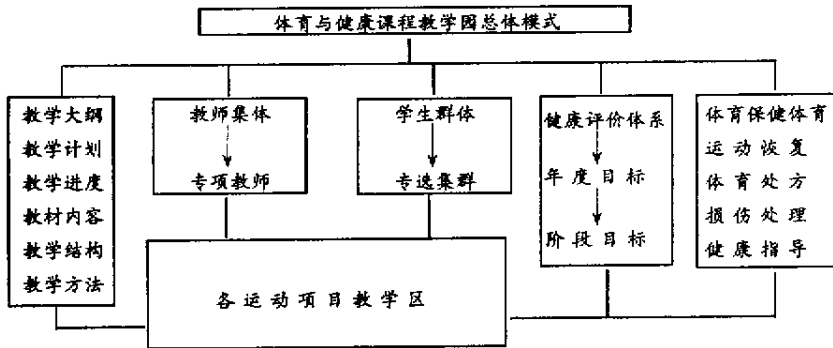 体育与健康课程教学园总体模式
教学大纲
教学计划
教学进度
教材内容
教学结构
教学方法
教师集体
专项教师
学生群体
专选集群
健康评价体系
年度目标
阶段目标
体育保健体育
运动恢复
体育处方
损伤处理
健康指导
各运动项目教学区